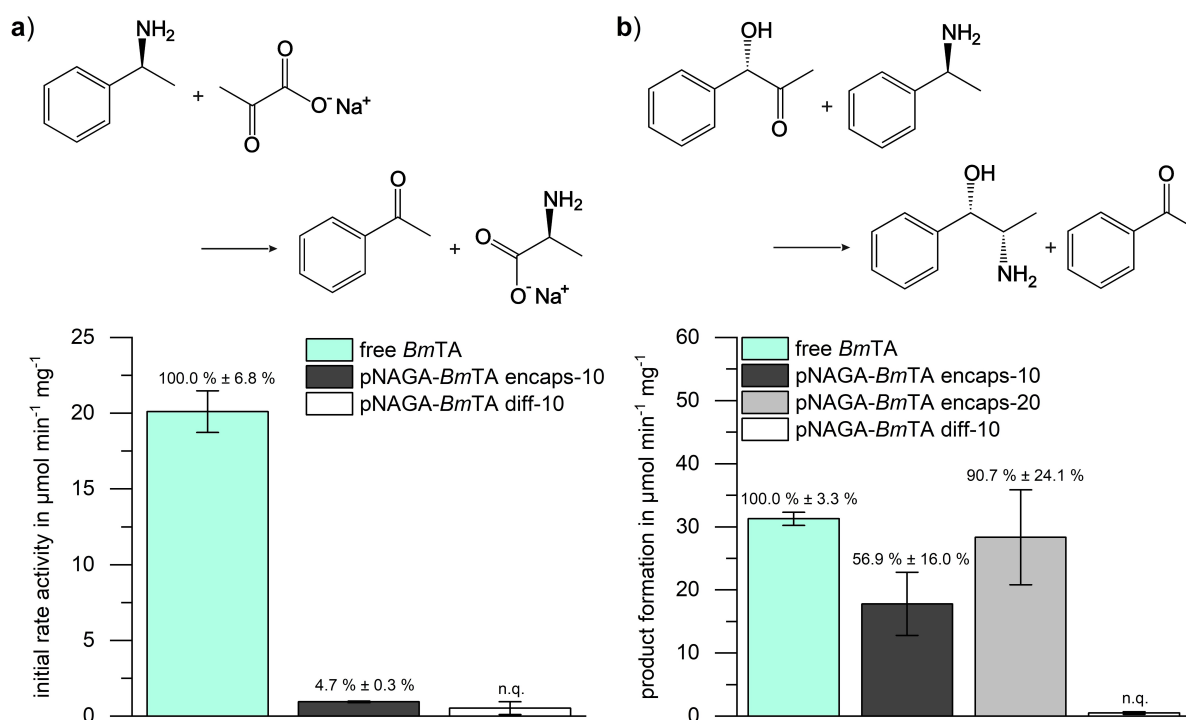 a)
NH₂
+
O
O⁻ Na⁺
O
O
+
NH₂
O
O⁻ Na⁺
initial rate activity in µmol min⁻¹ mg⁻¹
25
20
15
10
5
0
free BmTA
pNAGA-BmTA encaps-10
pNAGA-BmTA diff-10
100.0 % ± 6.8 %
4.7 % ± 0.3 %
n.q.
b)
OH
O
+
NH₂
OH
NH₂
+
O
product formation in µmol min⁻¹ mg⁻¹
60
50
40
30
20
10
0
free BmTA
pNAGA-BmTA encaps-10
pNAGA-BmTA encaps-20
pNAGA-BmTA diff-10
100.0 % ± 3.3 %
56.9 % ± 16.0 %
90.7 % ± 24.1 %
n.q.